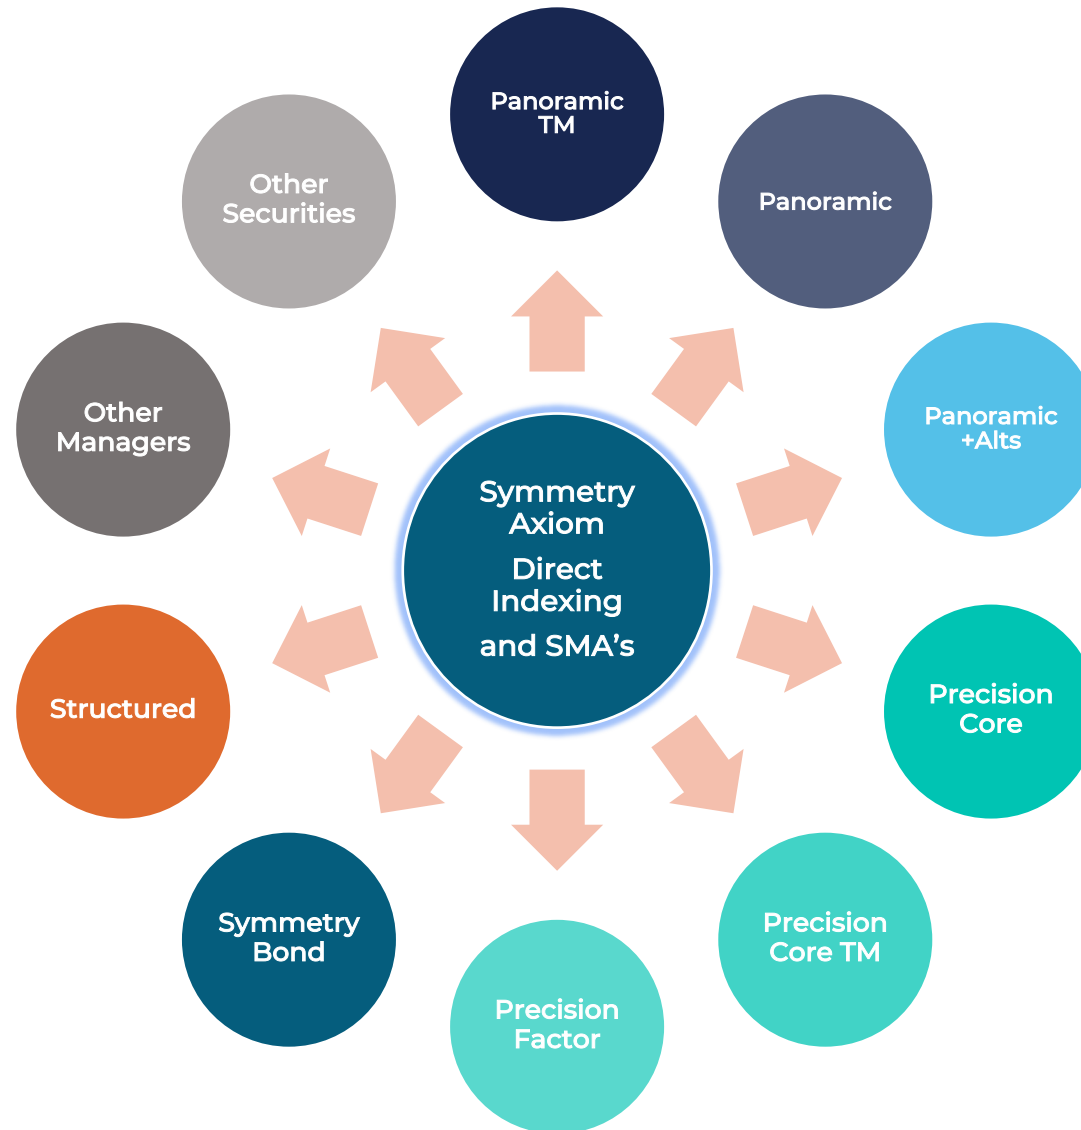 Panoramic
TM
Panoramic
Panoramic
+Alts
Precision
Core
Precision
Core TM
Precision
Factor
Symmetry
Bond
Structured
Other
Managers
Other
Securities
Symmetry
Axiom
Direct
Indexing
and SMA’s